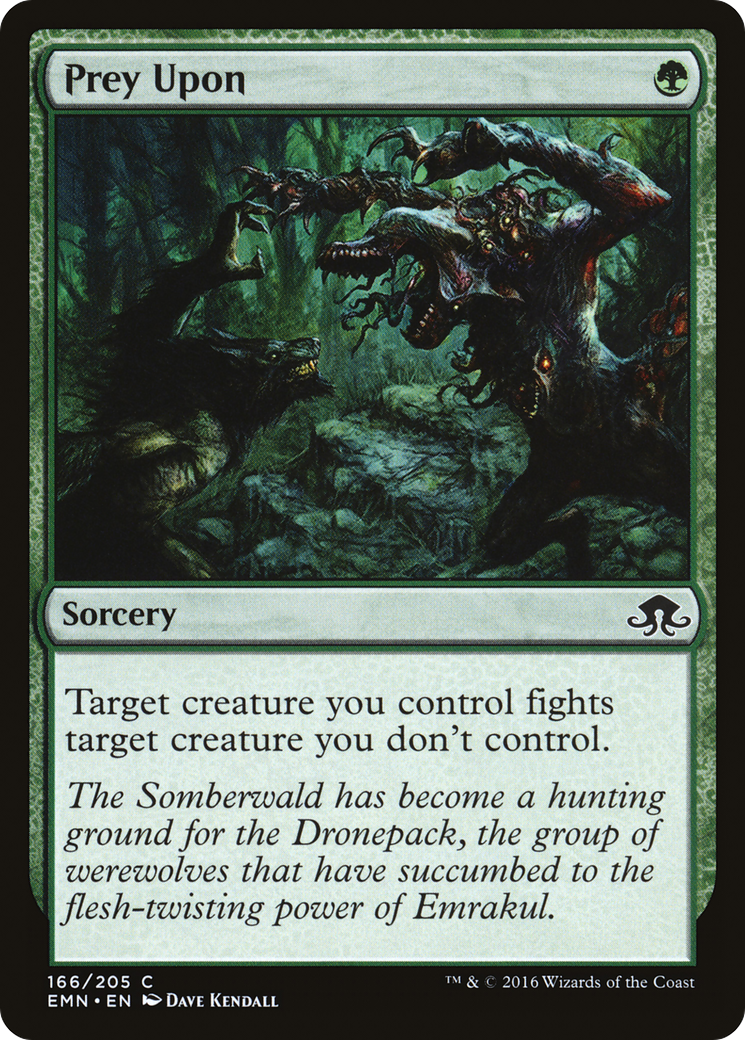 Prey Upon
Sorcery
Target creature you control fights
target creature you don't control.
The Somberwald has become a hunting
ground for the Dronepack, the group of
werewolves that have succumbed to the
flesh-twisting power of Emrakul.
166/205 C
™ & © 2016 Wizards of the Coast
EMN • EN Dave Kendall